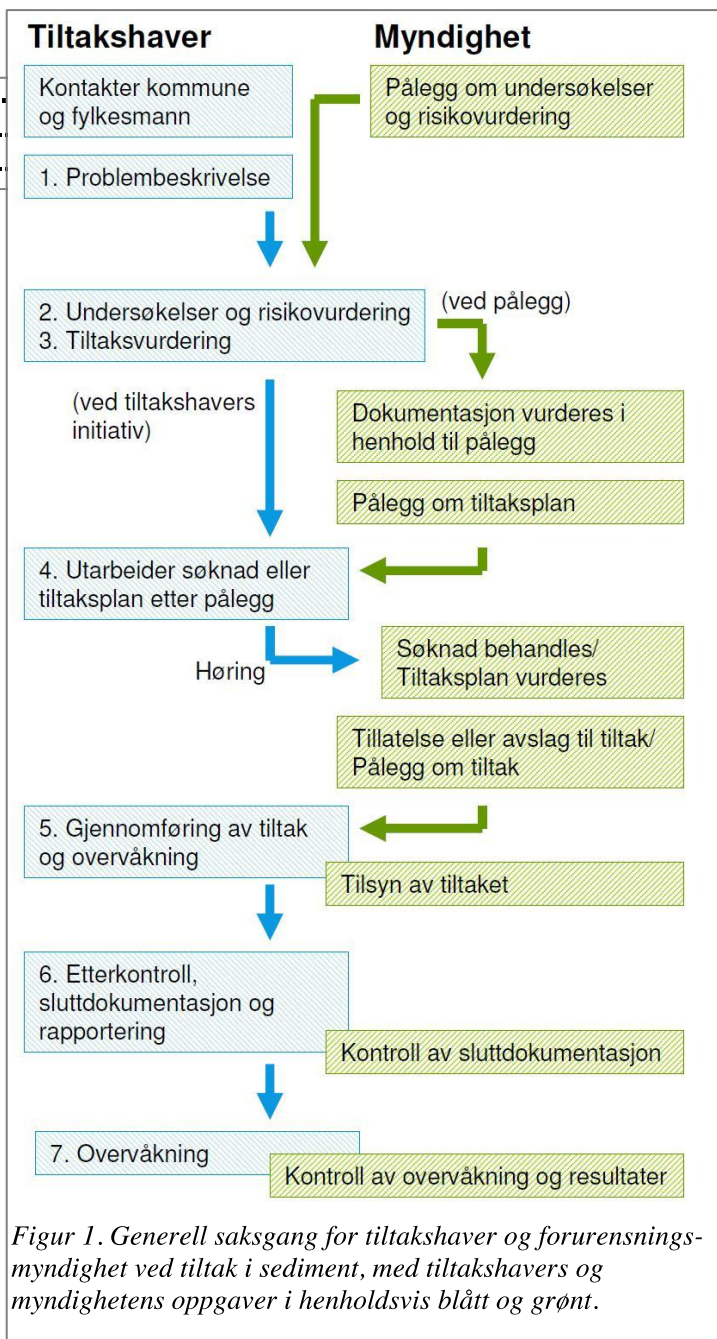 Tiltakshaver
Myndighet
Kontakter kommune
og fylkesmann
Pålegg om undersøkelser
og risikovurdering
1. Problembeskrivelse
2. Undersøkelser og risikovurdering
3. Tiltaksvurdering
(ved pålegg)
(ved tiltakshavers
initiativ)
Dokumentasjon vurderes i
henhold til pålegg
Pålegg om tiltaksplan
4. Utarbeider søknad eller
tiltaksplan etter pålegg
Høring
Søknad behandles/
Tiltaksplan vurderes
Tillatelse eller avslag til tiltak/
Pålegg om tiltak
5. Gjennomføring av tiltak
og overvåkning
Tilsyn av tiltaket
6. Etterkontroll,
sluttdokumentasjon og
rapportering
Kontroll av sluttdokumentasjon
7. Overvåkning
Kontroll av overvåkning og resultater
Figur 1. Generell saksgang for tiltakshaver og forurensnings-
myndighet ved tiltak i sediment, med tiltakshavers og
myndighetens oppgaver i henholdsvis blått og grønt.